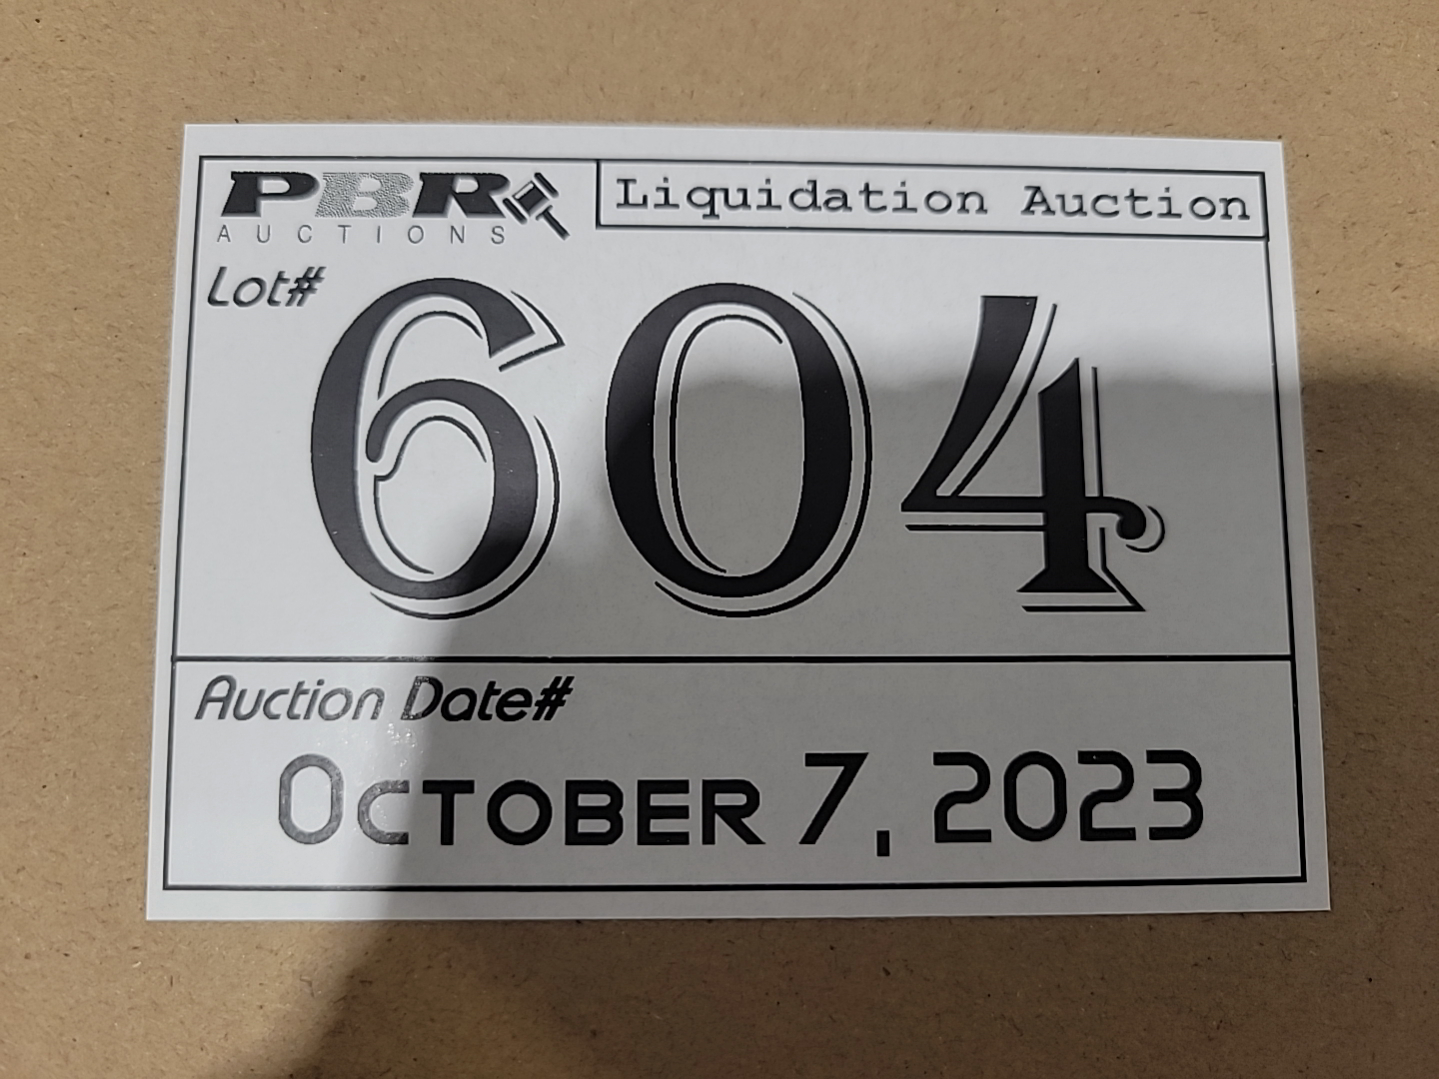 PBR
AUCTIONS
Liquidation Auction
Lot#
604
Auction Date#
OCTOBER 7, 2023